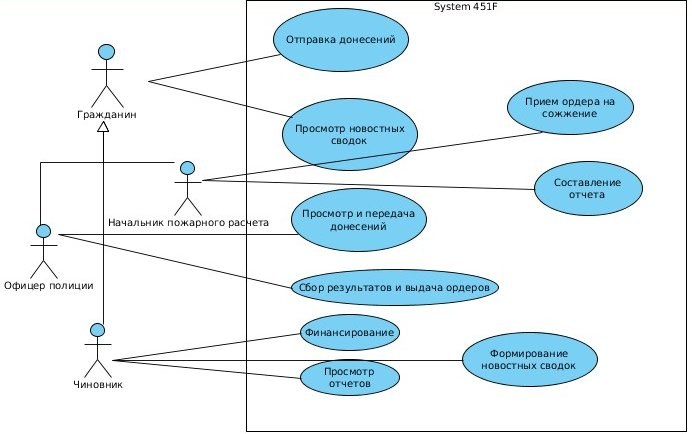 System 451F
Отправка донесений
Гражданин
Прием ордера на
сожжение
Просмотр новостных
сводок
Составление
отчета
Начальник пожарного расчета
Просмотр и передача
донесений
Офицер полиции
Сбор результатов и выдача ордеров
Финансирование
Формирование
новостных сводок
Просмотр
отчетов
Чиновник